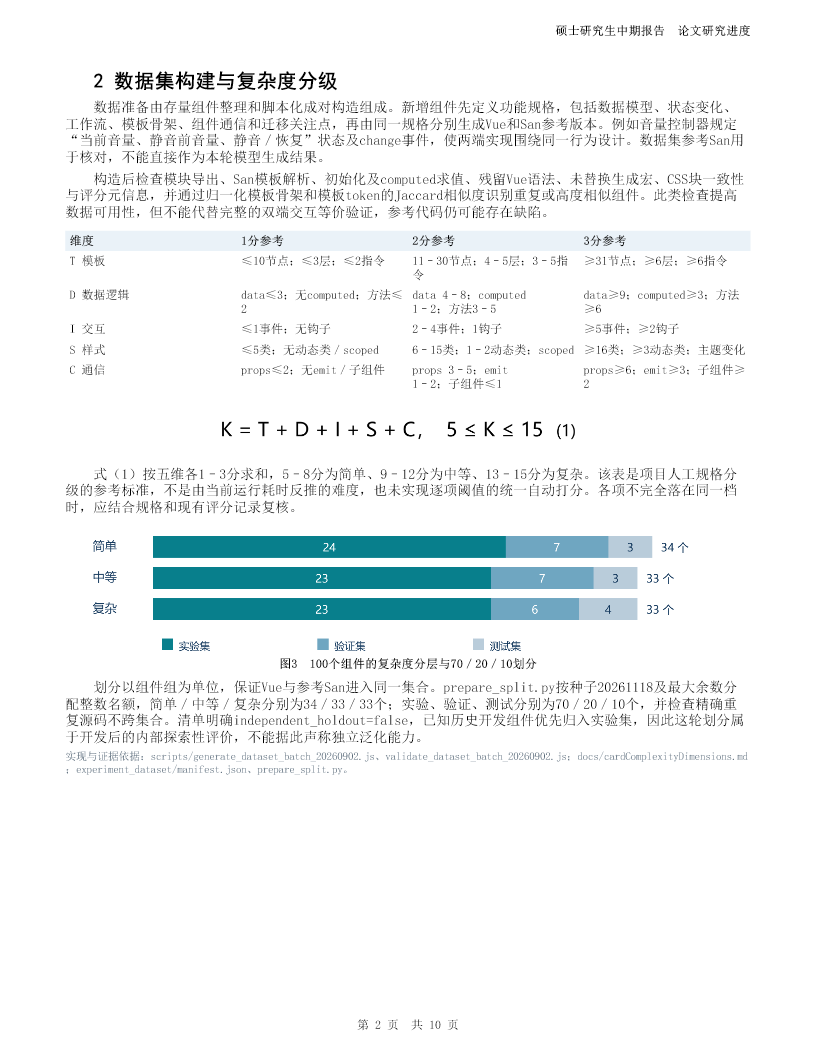 硕士研究生中期报告　论文研究进度
2 数据集构建与复杂度分级
数据准备由存量组件整理和脚本化成对构造组成。新增组件先定义功能规格，包括数据模型、状态变化、
工作流、模板骨架、组件通信和迁移关注点，再由同一规格分别生成Vue和San参考版本。例如音量控制器规定
“当前音量、静音前音量、静音／恢复”状态及change事件，使两端实现围绕同一行为设计。数据集参考San用
于核对，不能直接作为本轮模型生成结果。
构造后检查模块导出、San模板解析、初始化及computed求值、残留Vue语法、未替换生成宏、CSS块一致性
与评分元信息，并通过归一化模板骨架和模板token的Jaccard相似度识别重复或高度相似组件。此类检查提高
数据可用性，但不能代替完整的双端交互等价验证，参考代码仍可能存在缺陷。
维度 1分参考 2分参考 3分参考
T 模板 ≤10节点；≤3层；≤2指令 11–30节点；4–5层；3–5指 ≥31节点；≥6层；≥6指令
令
D 数据逻辑 data≤3；无computed；方法≤ data 4–8；computed data≥9；computed≥3；方法
2 1–2；方法3–5 ≥6
I 交互 ≤1事件；无钩子 2–4事件；1钩子 ≥5事件；≥2钩子
S 样式 ≤5类；无动态类／scoped 6–15类；1–2动态类；scoped ≥16类；≥3动态类；主题变化
C 通信 props≤2；无emit／子组件 props 3–5；emit props≥6；emit≥3；子组件≥
1–2；子组件≤1 2
K = T + D + I + S + C,　5 ≤ K ≤ 15 (1)
式（1）按五维各1–3分求和，5–8分为简单、9–12分为中等、13–15分为复杂。该表是项目人工规格分
级的参考标准，不是由当前运行耗时反推的难度，也未实现逐项阈值的统一自动打分。各项不完全落在同一档
时，应结合规格和现有评分记录复核。
简单 24 7 3 34 个
中等 23 7 3 33 个
复杂 23 6 4 33 个
实验集 验证集 测试集
图3　100个组件的复杂度分层与70／20／10划分
划分以组件组为单位，保证Vue与参考San进入同一集合。prepare_split.py按种子20261118及最大余数分
配整数名额，简单／中等／复杂分别为34／33／33个；实验、验证、测试分别为70／20／10个，并检查精确重
复源码不跨集合。清单明确independent_holdout=false，已知历史开发组件优先归入实验集，因此这轮划分属
于开发后的内部探索性评价，不能据此声称独立泛化能力。
实现与证据依据：scripts/generate_dataset_batch_20260902.js、validate_dataset_batch_20260902.js；docs/cardComplexityDimensions.md
；experiment_dataset/manifest.json、prepare_split.py。
第 2 页　共 10 页